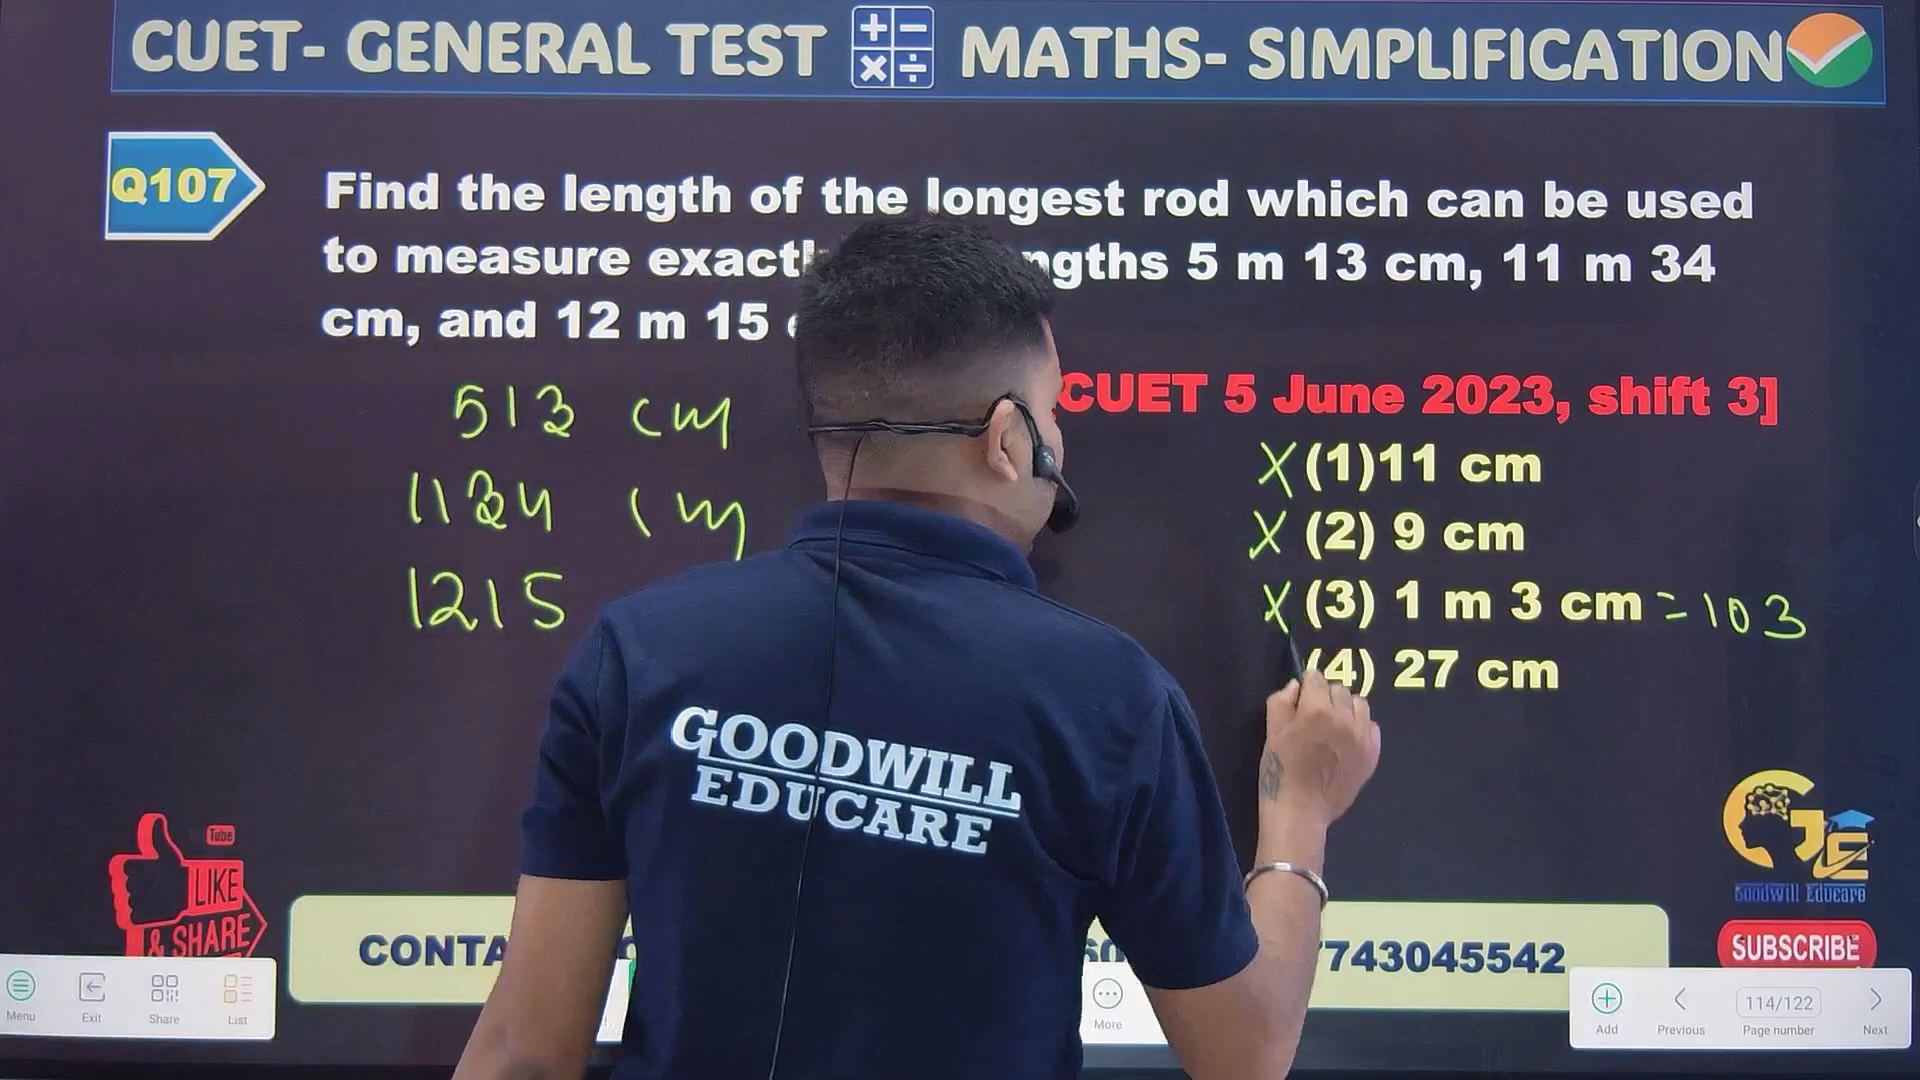 CUET- GENERAL TEST + − × ÷ MATHS- SIMPLIFICATION
Q107
Find the length of the longest rod which can be used
to measure 5 m 13 cm, 11 m 34
cm, and 12 m 15
CUET 5 June 2023, shift 3]
513 cm
1134 cm
1215
X (1)11 cm
X (2) 9 cm
X (3) 1 m 3 cm = 103
(4) 27 cm
GOODWILL
EDUCARE
Tube
LIKE
& SHARE
GE
Goodwill Educare
SUBSCRIBE
7743045542
Menu
Exit
Share
List
More
Add
Previous
114/122
Page number
Next